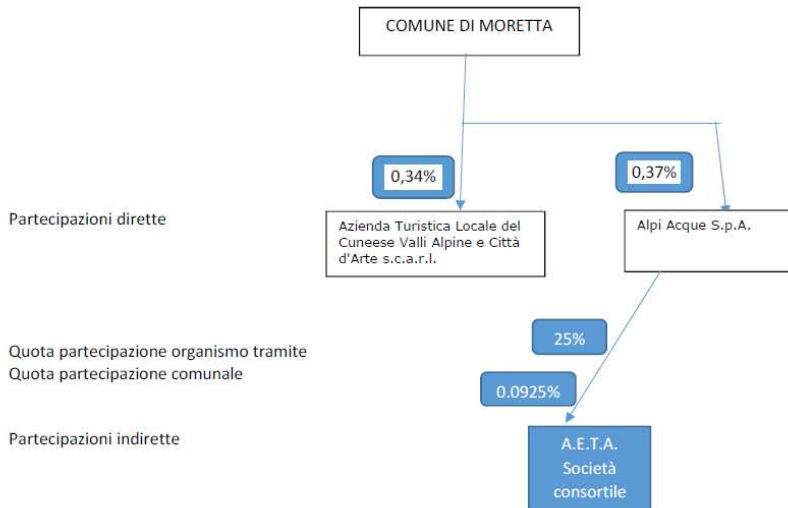 COMUNE DI MORETTA
0,34%
0,37%
Partecipazioni dirette
Azienda Turistica Locale del
Cuneese Valli Alpine e Città
d'Arte s.c.a.r.l.
Alpi Acque S.p.A.
25%
Quota partecipazione organismo tramite
Quota partecipazione comunale
0.0925%
Partecipazioni indirette
A.E.T.A.
Società
consortile